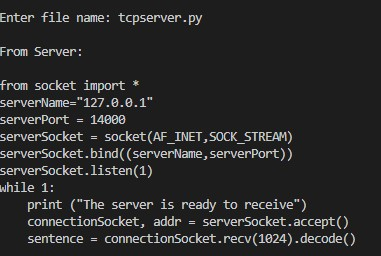 Enter file name: tcpserver.py
From Server:
from socket import *
serverName="127.0.0.1"
serverPort = 14000
serverSocket = socket(AF_INET,SOCK_STREAM)
serverSocket.bind((serverName,serverPort))
serverSocket.listen(1)
while 1:
    print ("The server is ready to receive")
    connectionSocket, addr = serverSocket.accept()
    sentence = connectionSocket.recv(1024).decode()